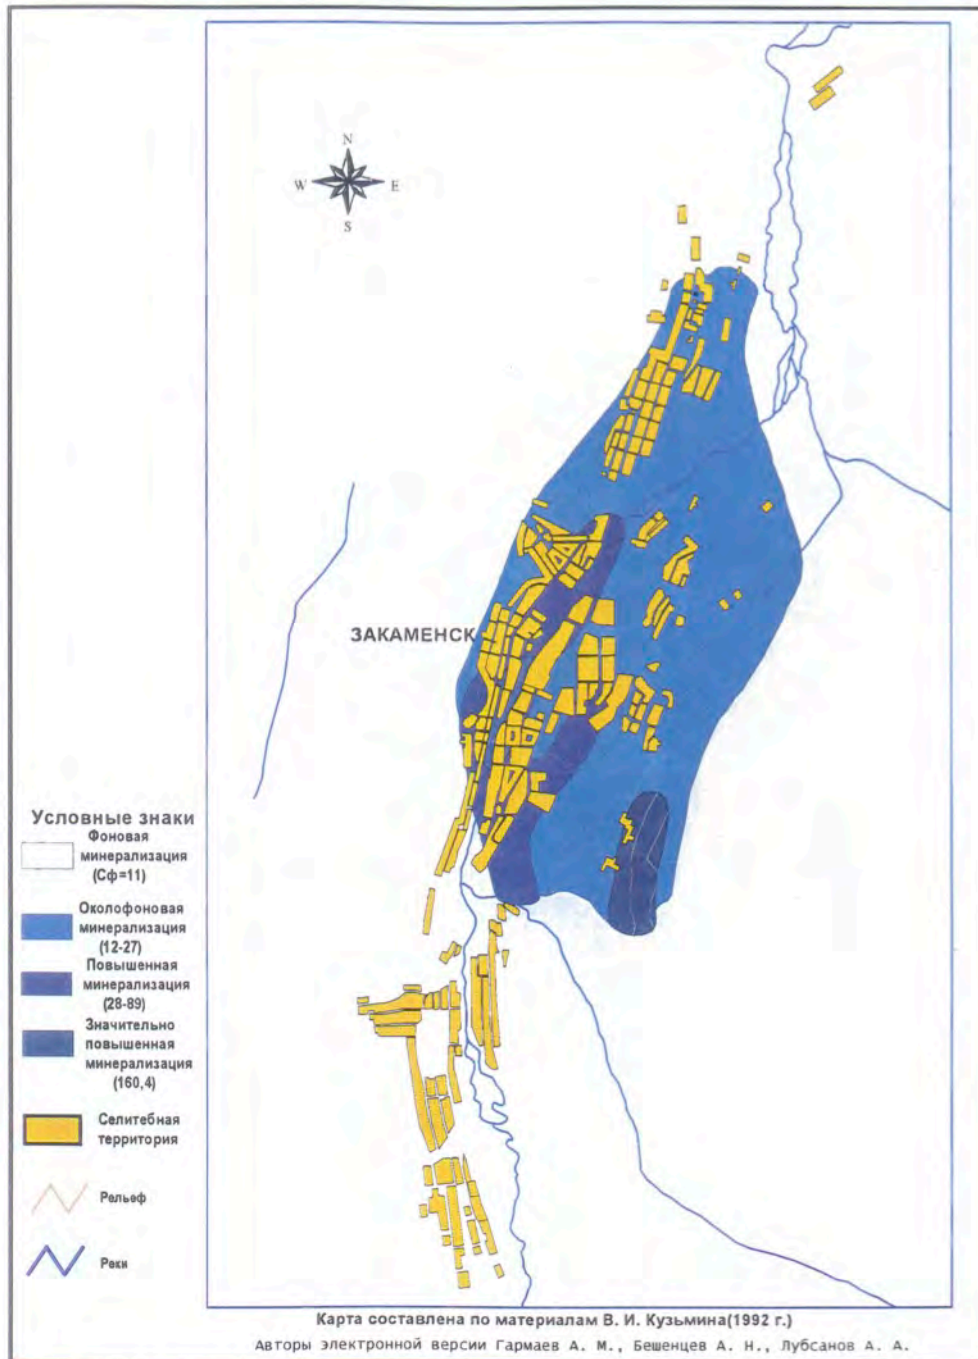 N
W E
S
ЗАКАМЕНСК
Условные знаки
Фоновая
минерализация
(Сф=11)
Околофоновая
минерализация
(12-27)
Повышенная
минерализация
(28-89)
Значительно
повышенная
минерализация
(160,4)
Селитебная
территория
Рельеф
Реки
Карта составлена по материалам В. И. Кузьмина(1992 г.)
Авторы электронной версии Гармаев А. М., Бешенцев А. Н., Лубсанов А. А.